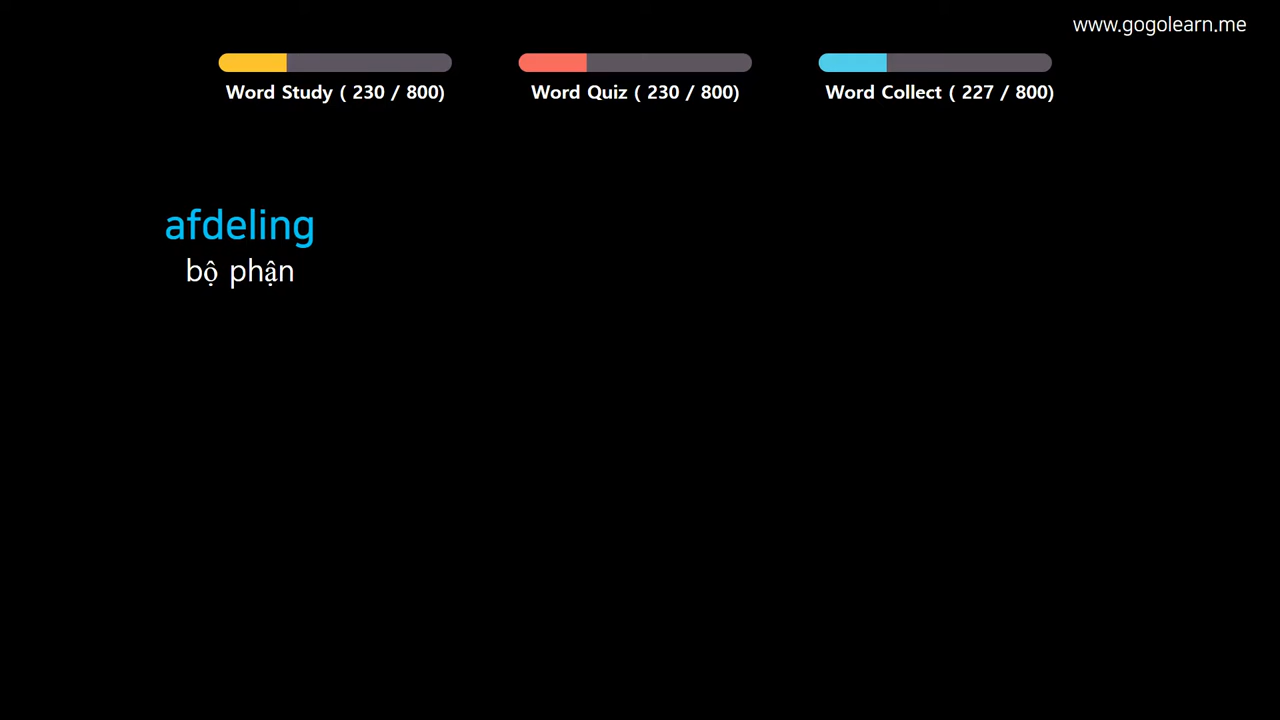 www.gogolearn.me
Word Study ( 230 / 800)
Word Quiz ( 230 / 800)
Word Collect ( 227 / 800)
afdeling
bộ phận